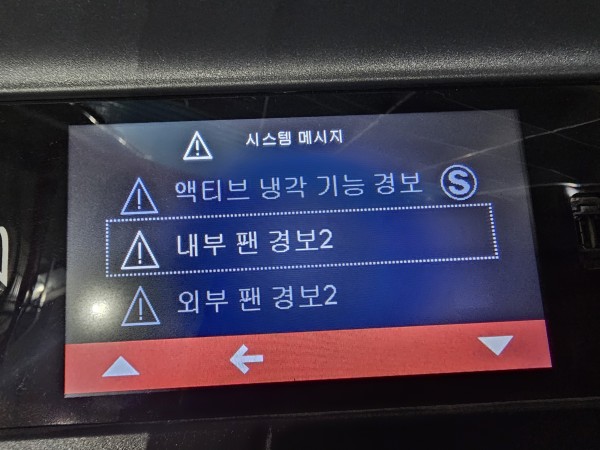 시스템 메시지
액티브 냉각 기능 경보 Ⓢ
내부 팬 경보2
외부 팬 경보2